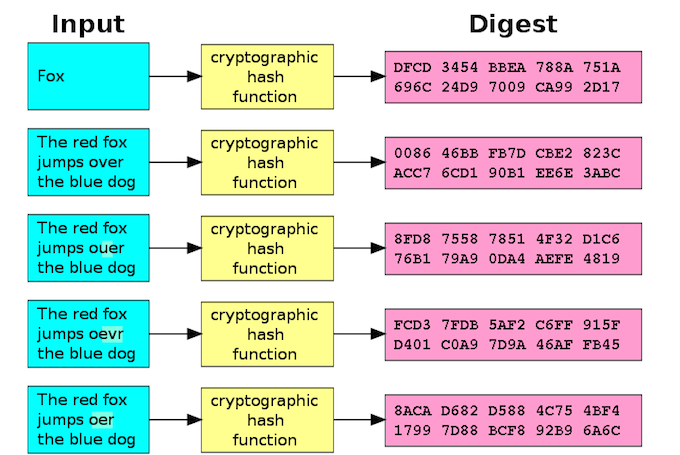 Input
Digest
Fox
cryptographic
hash
function
DFCD 3454 BBEA 788A 751A
696C 24D9 7009 CA99 2D17
The red fox
jumps over
the blue dog
cryptographic
hash
function
0086 46BB FB7D CBE2 823C
ACC7 6CD1 90B1 EE6E 3ABC
The red fox
jumps ouer
the blue dog
cryptographic
hash
function
8FD8 7558 7851 4F32 D1C6
76B1 79A9 0DA4 AEFE 4819
The red fox
jumps oevr
the blue dog
cryptographic
hash
function
FCD3 7FDB 5AF2 C6FF 915F
D401 C0A9 7D9A 46AF FB45
The red fox
jumps oer
the blue dog
cryptographic
hash
function
8ACA D682 D588 4C75 4BF4
1799 7D88 BCF8 92B9 6A6C